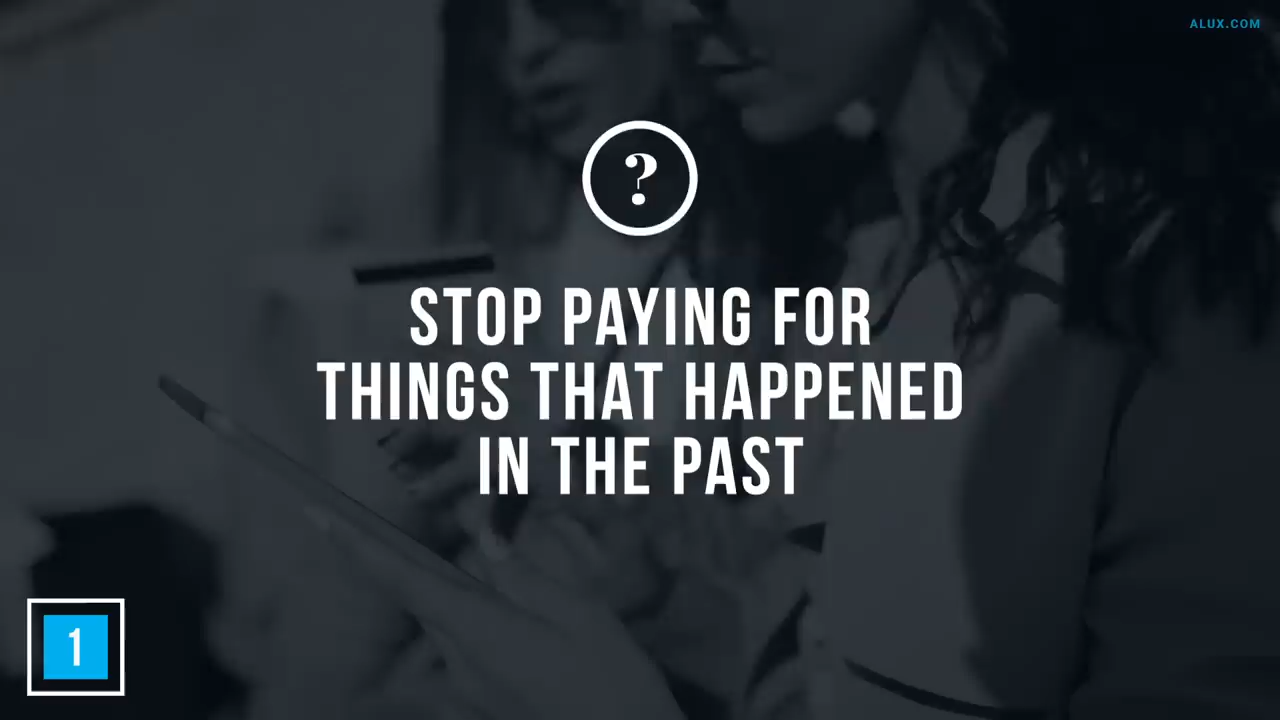 ALUX.COM
?
STOP PAYING FOR
THINGS THAT HAPPENED
IN THE PAST
1